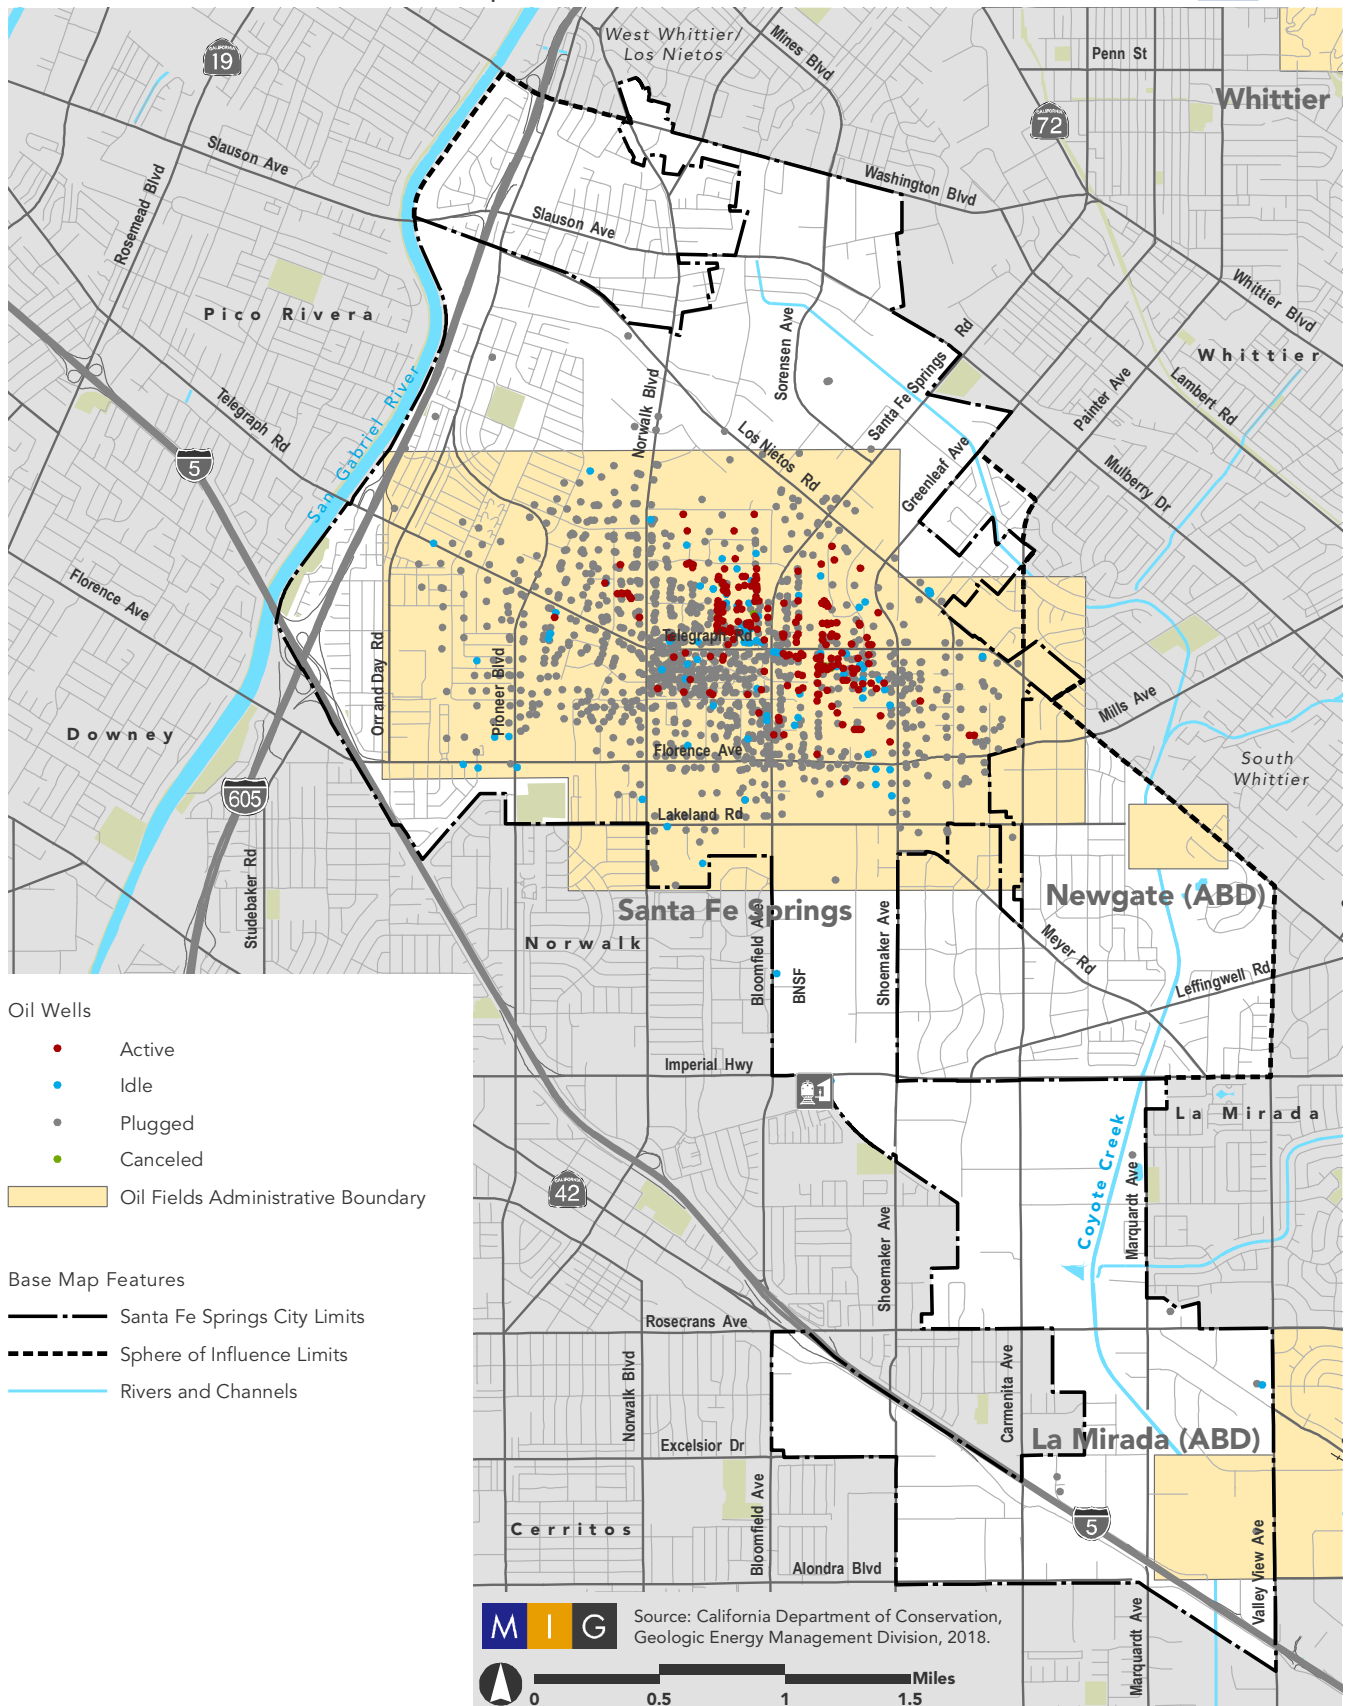 West Whittier/
Los Nietos
Mines Blvd
Penn St
CALIFORNIA
19
Whittier
CALIFORNIA
72
Slauson Ave
Rosemead Blvd
Washington Blvd
Slauson Ave
Pico Rivera
Whittier Blvd
Sorensen Ave
Santa Fe Springs Rd
Whittier
Lambert Rd
Painter Ave
Telegraph Rd
San Gabriel River
Norwalk Blvd
Los Nietos Rd
Greenleaf Ave
Mulberry Dr
5
Florence Ave
Telegraph Rd
Orr and Day Rd
Pioneer Blvd
Mills Ave
Downey
Florence Ave
South
Whittier
605
Lakeland Rd
Studebaker Rd
Newgate (ABD)
Santa Fe Springs
Norwalk
Bloomfield Ave
BNSF
Shoemaker Ave
Meyer Rd
Leffingwell Rd
Imperial Hwy
La Mirada
Coyote Creek
Marquardt Ave
CALIFORNIA
42
Shoemaker Ave
Rosecrans Ave
Norwalk Blvd
Carmenita Ave
La Mirada (ABD)
Excelsior Dr
Bloomfield Ave
Cerritos
5
Valley View Ave
Alondra Blvd
Marquardt Ave
Oil Wells
Active
Idle
Plugged
Canceled
Oil Fields Administrative Boundary
Base Map Features
Santa Fe Springs City Limits
Sphere of Influence Limits
Rivers and Channels
M I G
Source: California Department of Conservation,
Geologic Energy Management Division, 2018.
Miles
0 0.5 1 1.5